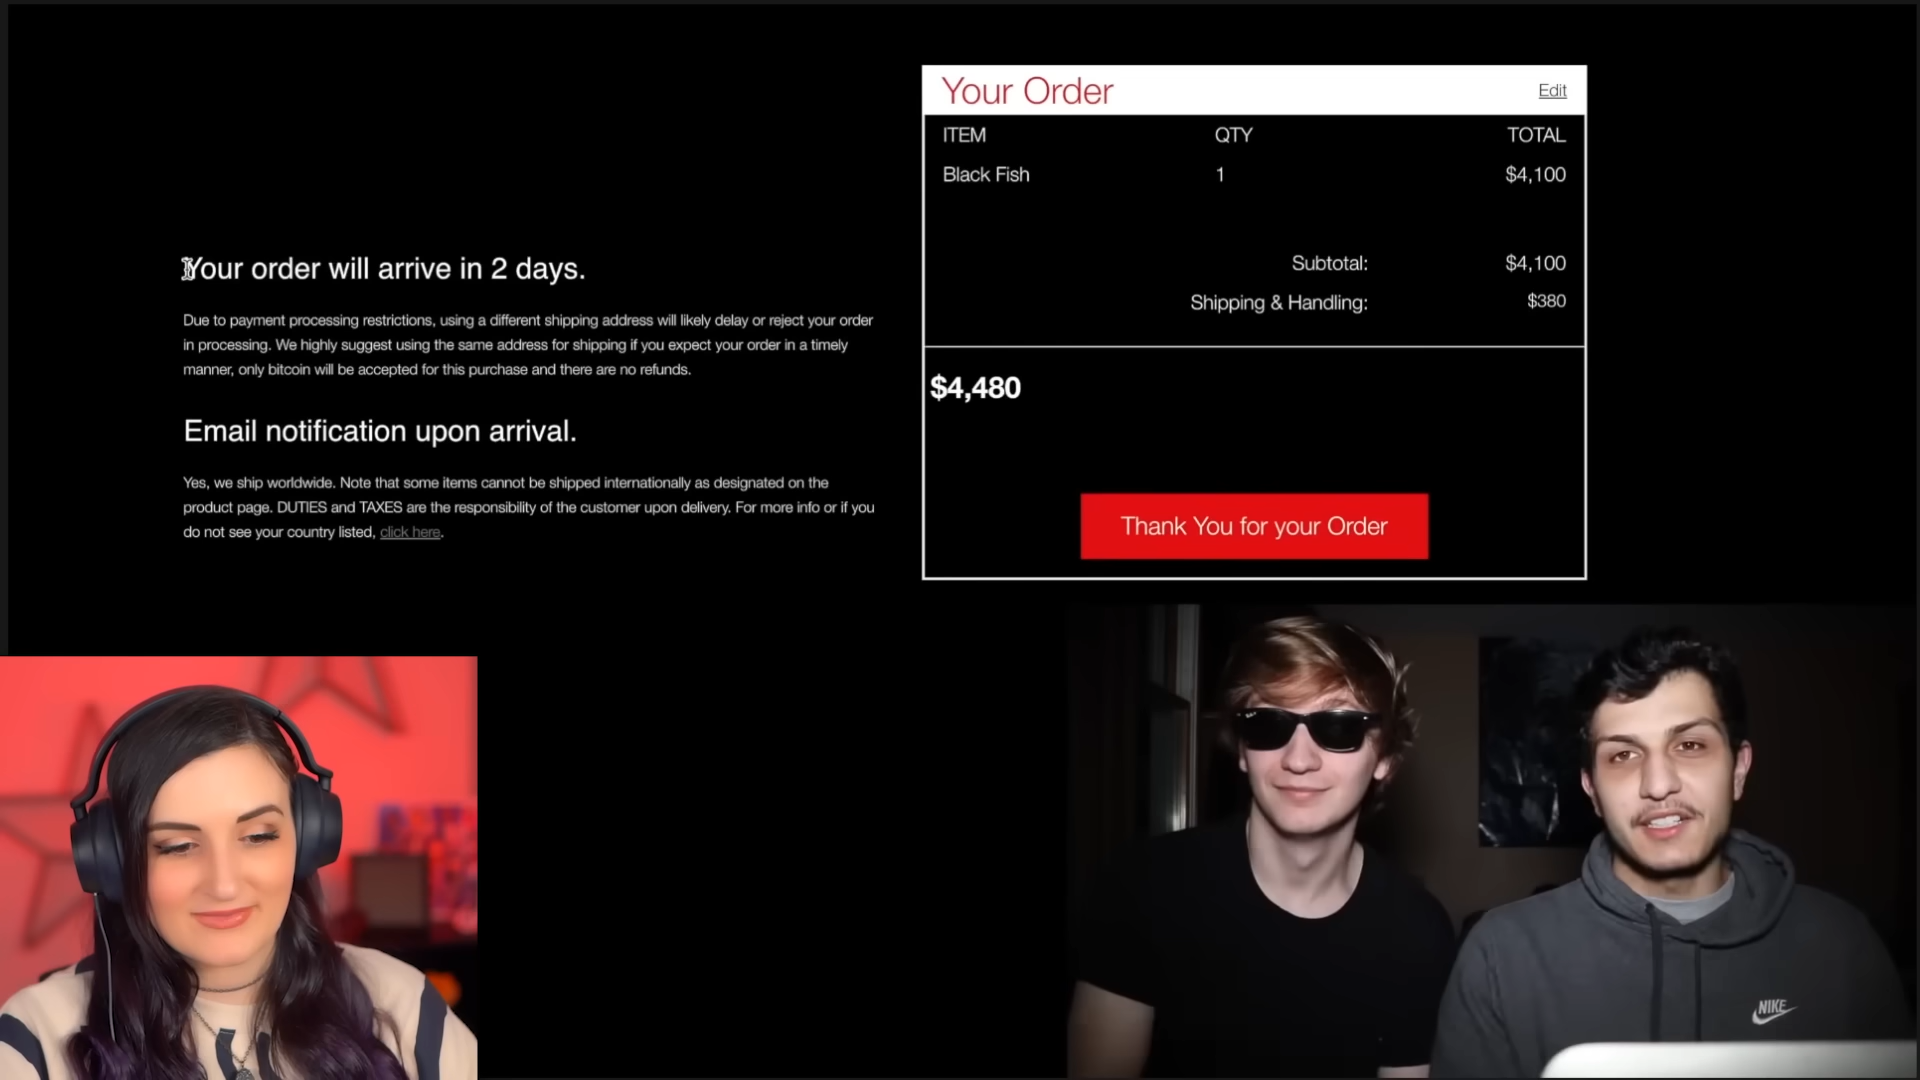 Your order will arrive in 2 days.
Due to payment processing restrictions, using a different shipping address will likely delay or reject your order
in processing. We highly suggest using the same address for shipping if you expect your order in a timely
manner, only bitcoin will be accepted for this purchase and there are no refunds.
Email notification upon arrival.
Yes, we ship worldwide. Note that some items cannot be shipped internationally as designated on the
product page. DUTIES and TAXES are the responsibility of the customer upon delivery. For more info or if you
do not see your country listed, click here.
Your Order Edit
ITEM QTY TOTAL
Black Fish 1 $4,100
Subtotal: $4,100
Shipping & Handling: $380
$4,480
Thank You for your Order
NIKE